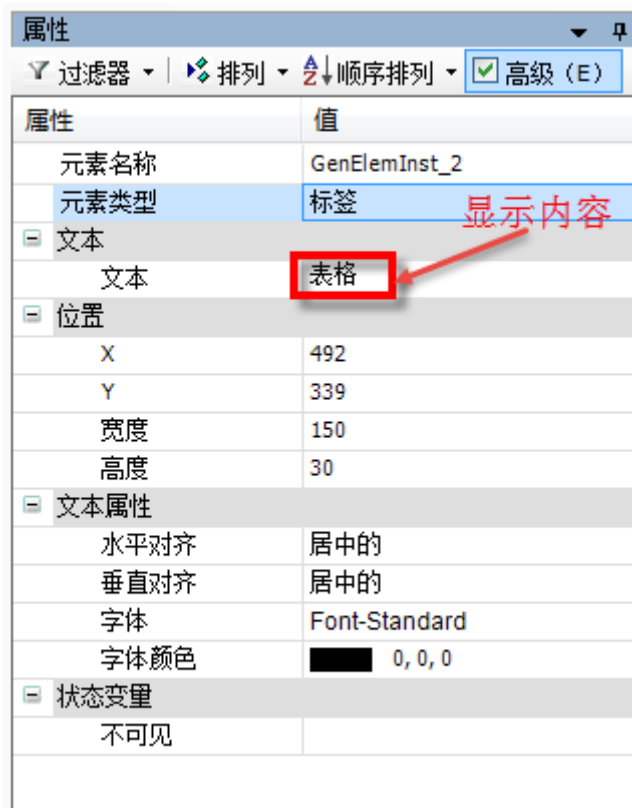 属性
过滤器 排列 顺序排列 高级（E）
属性 值
元素名称 GenElemInst_2
元素类型 标签
显示内容
文本
文本 表格
位置
X 492
Y 339
宽度 150
高度 30
文本属性
水平对齐 居中的
垂直对齐 居中的
字体 Font-Standard
字体颜色 0, 0, 0
状态变量
不可见